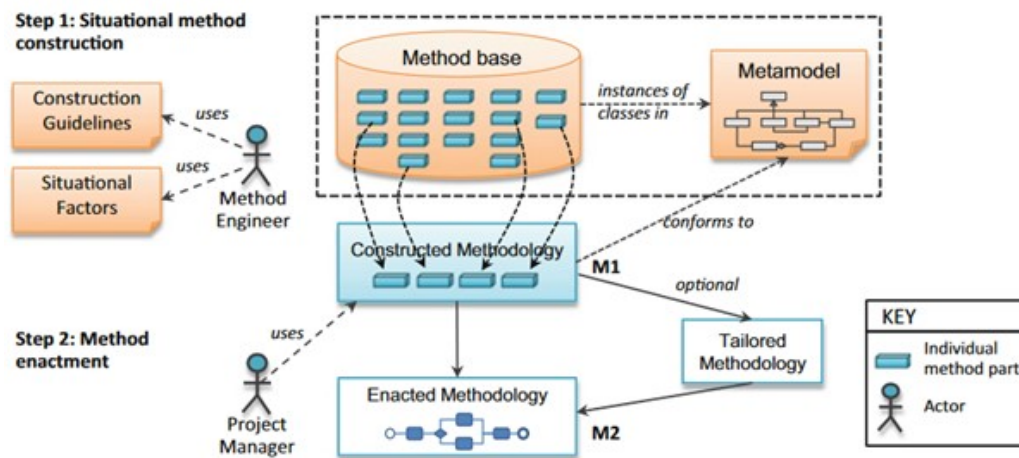 Step 1: Situational method
construction
Method base
Metamodel
instances of
classes in
Construction
Guidelines
uses
uses
Situational
Factors
Method
Engineer
conforms to
Constructed Methodology
M1
optional
Step 2: Method
enactment
uses
Tailored
Methodology
Project
Manager
Enacted Methodology
M2
KEY
Individual
method part
Actor